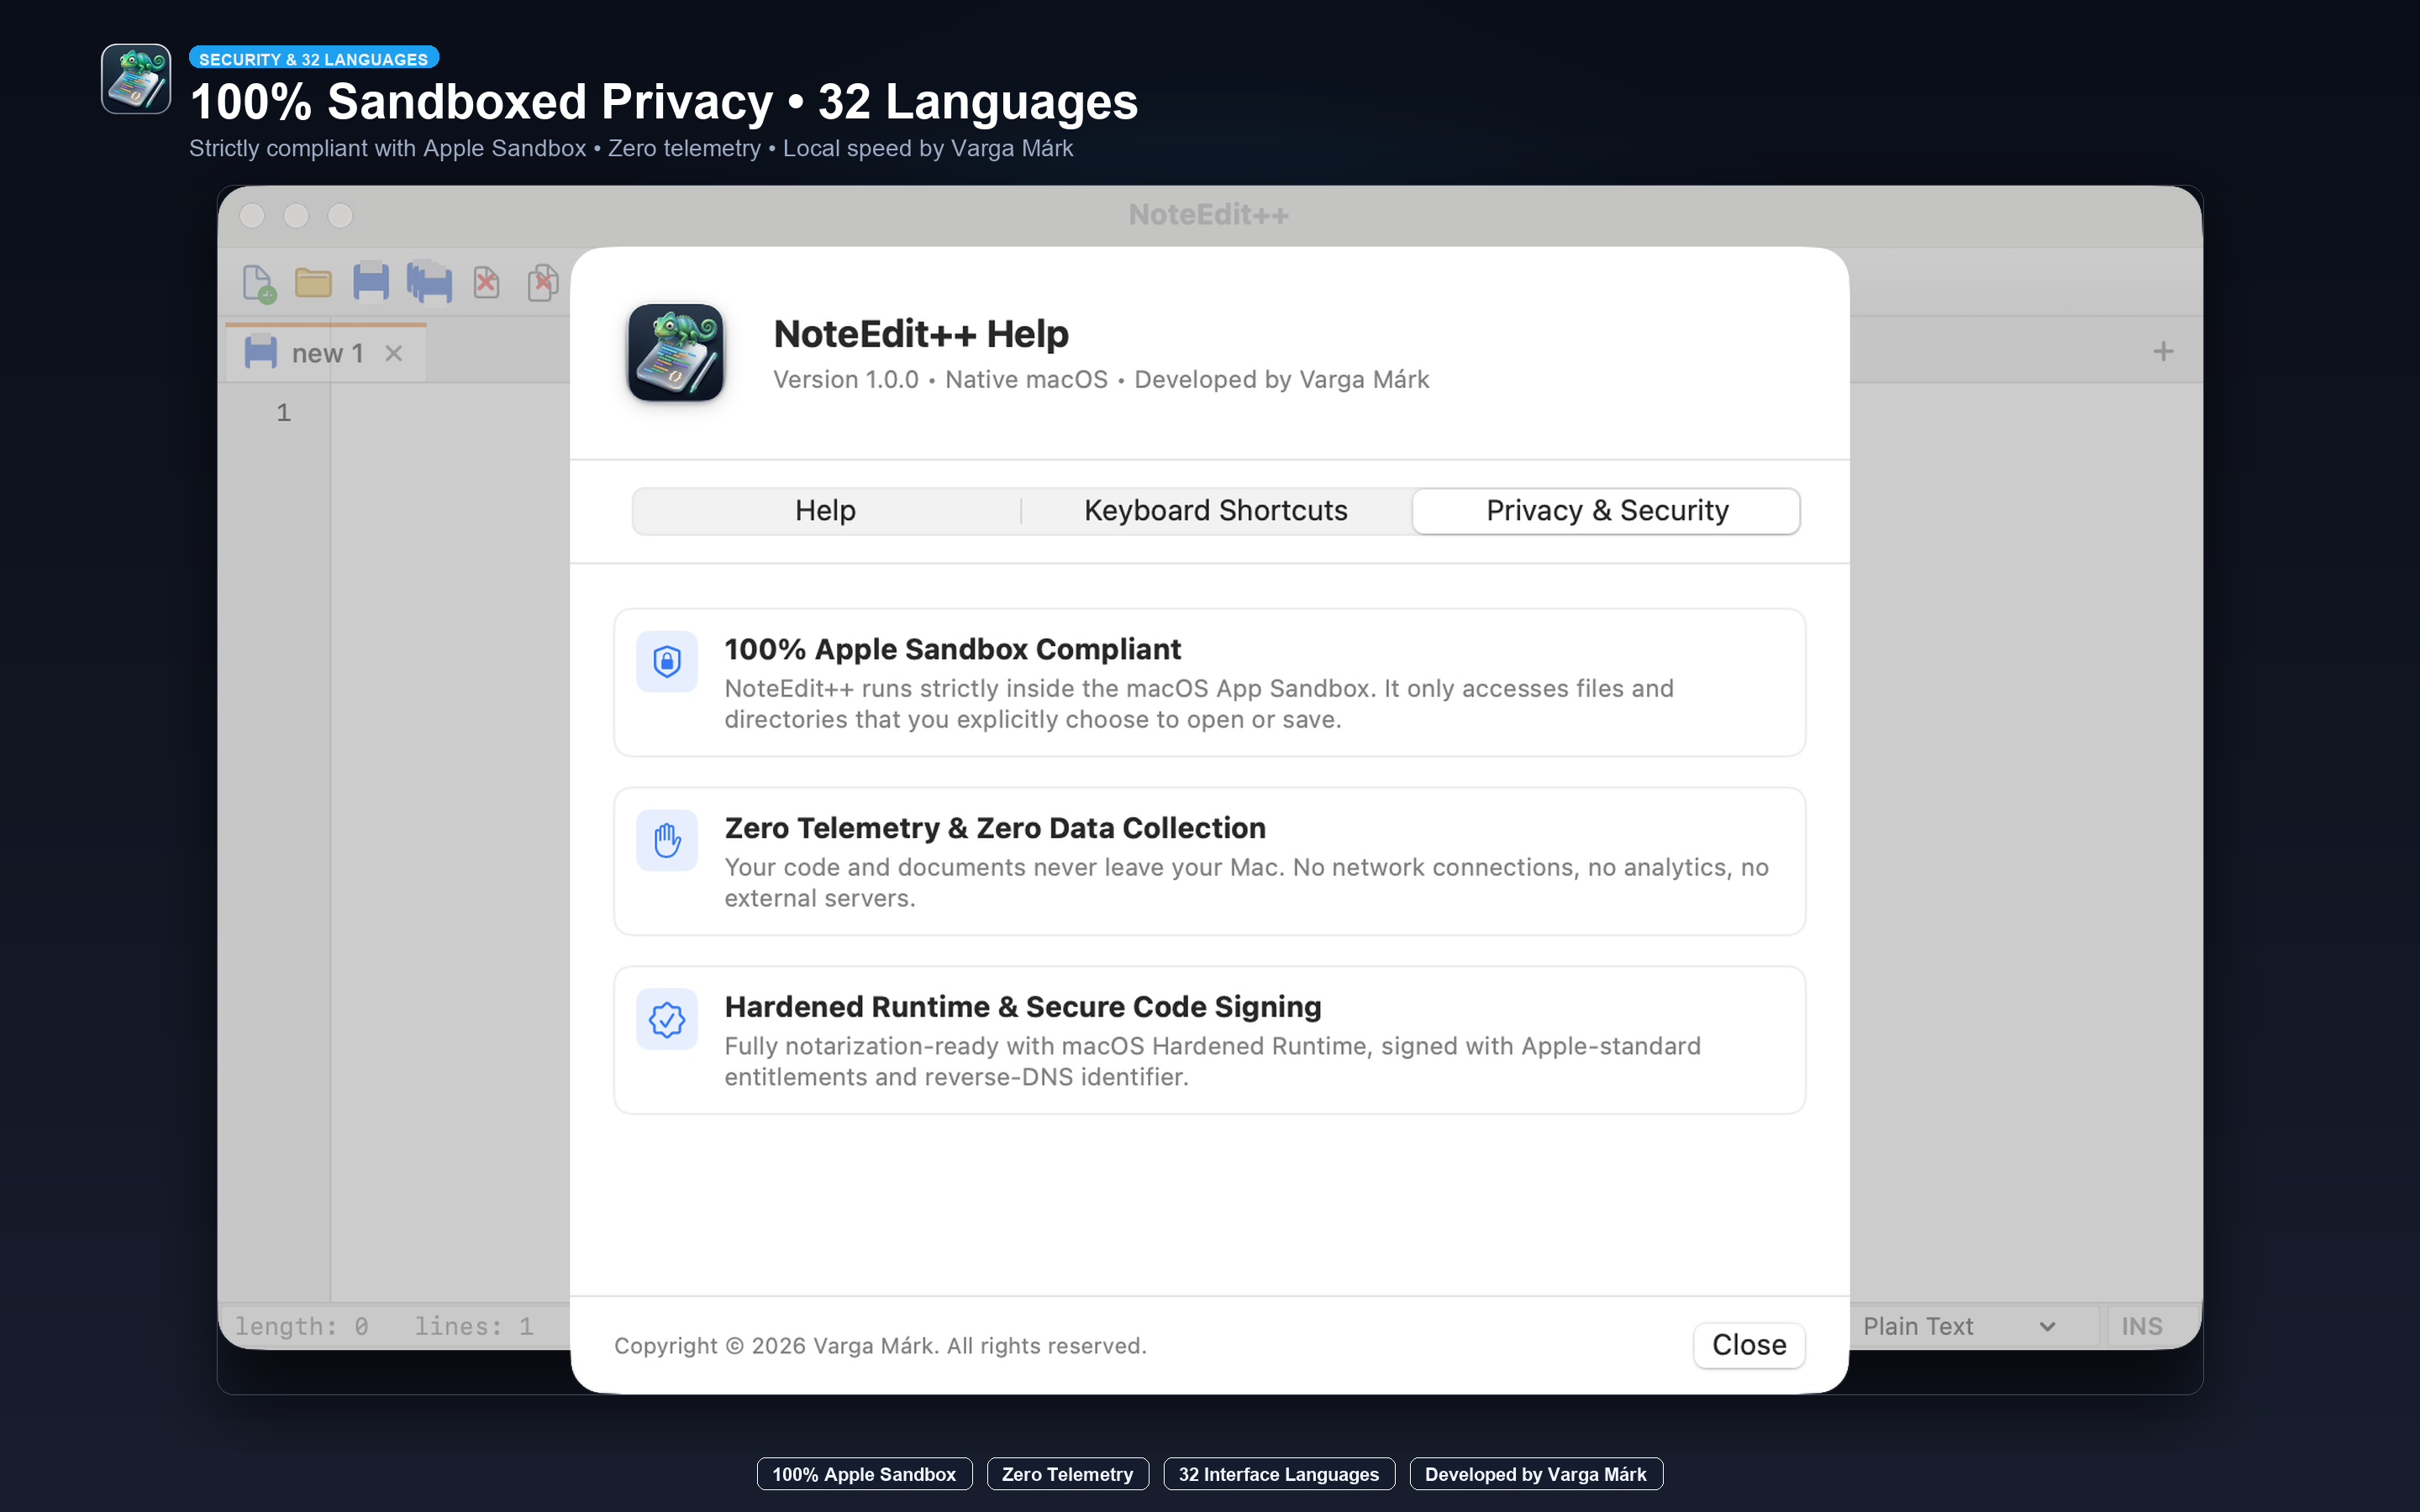 SECURITY & 32 LANGUAGES
100% Sandboxed Privacy • 32 Languages
Strictly compliant with Apple Sandbox • Zero telemetry • Local speed by Varga Márk
NoteEdit++
new 1
1
NoteEdit++ Help
Version 1.0.0 • Native macOS • Developed by Varga Márk
Help
Keyboard Shortcuts
Privacy & Security
100% Apple Sandbox Compliant
NoteEdit++ runs strictly inside the macOS App Sandbox. It only accesses files and
directories that you explicitly choose to open or save.
Zero Telemetry & Zero Data Collection
Your code and documents never leave your Mac. No network connections, no analytics, no
external servers.
Hardened Runtime & Secure Code Signing
Fully notarization-ready with macOS Hardened Runtime, signed with Apple-standard
entitlements and reverse-DNS identifier.
length: 0 lines: 1
Plain Text
INS
Copyright © 2026 Varga Márk. All rights reserved.
Close
100% Apple Sandbox
Zero Telemetry
32 Interface Languages
Developed by Varga Márk